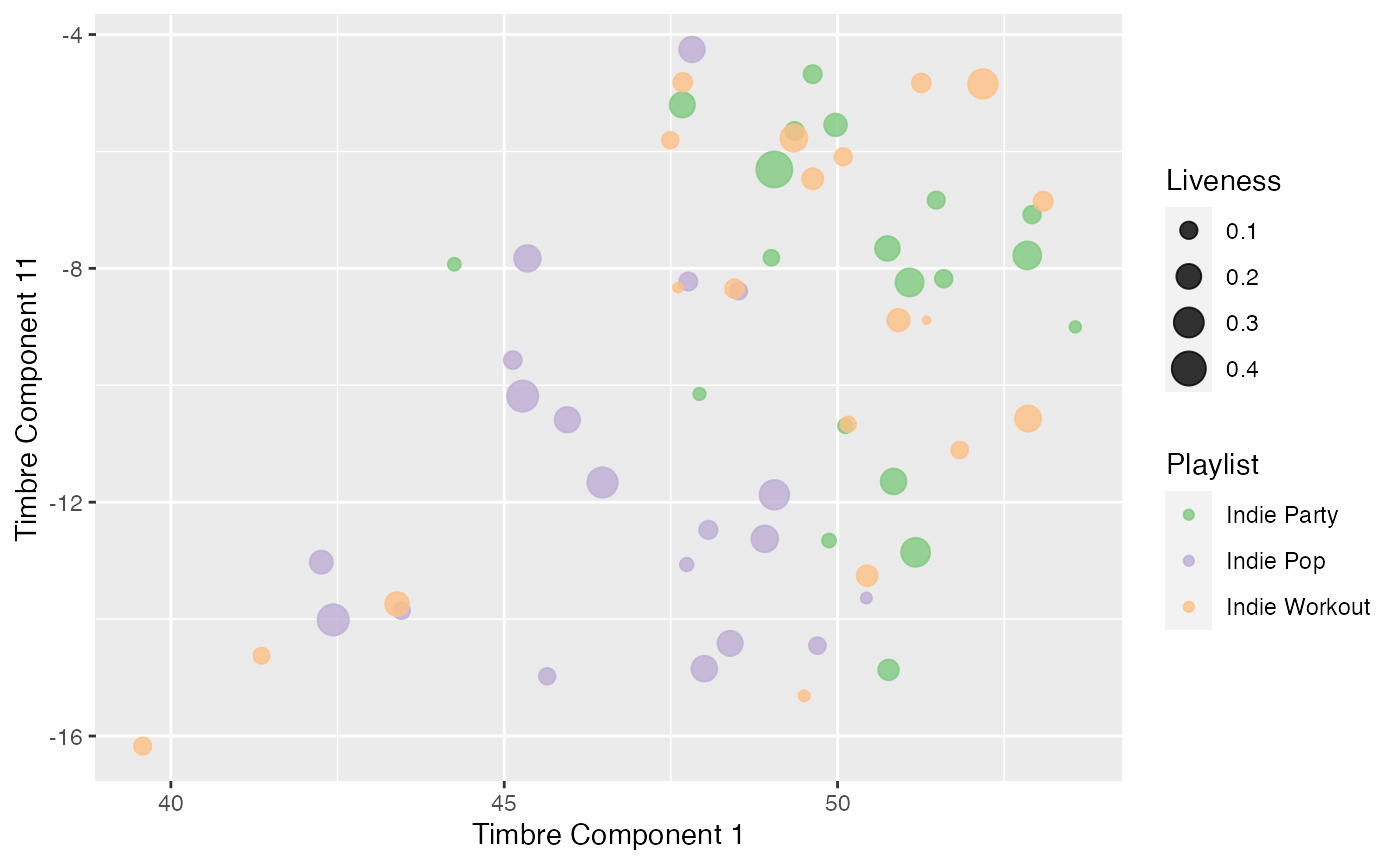 -4
-8
-12
-16
Timbre Component 11
40
45
50
Timbre Component 1
Liveness
0.1
0.2
0.3
0.4
Playlist
Indie Party
Indie Pop
Indie Workout